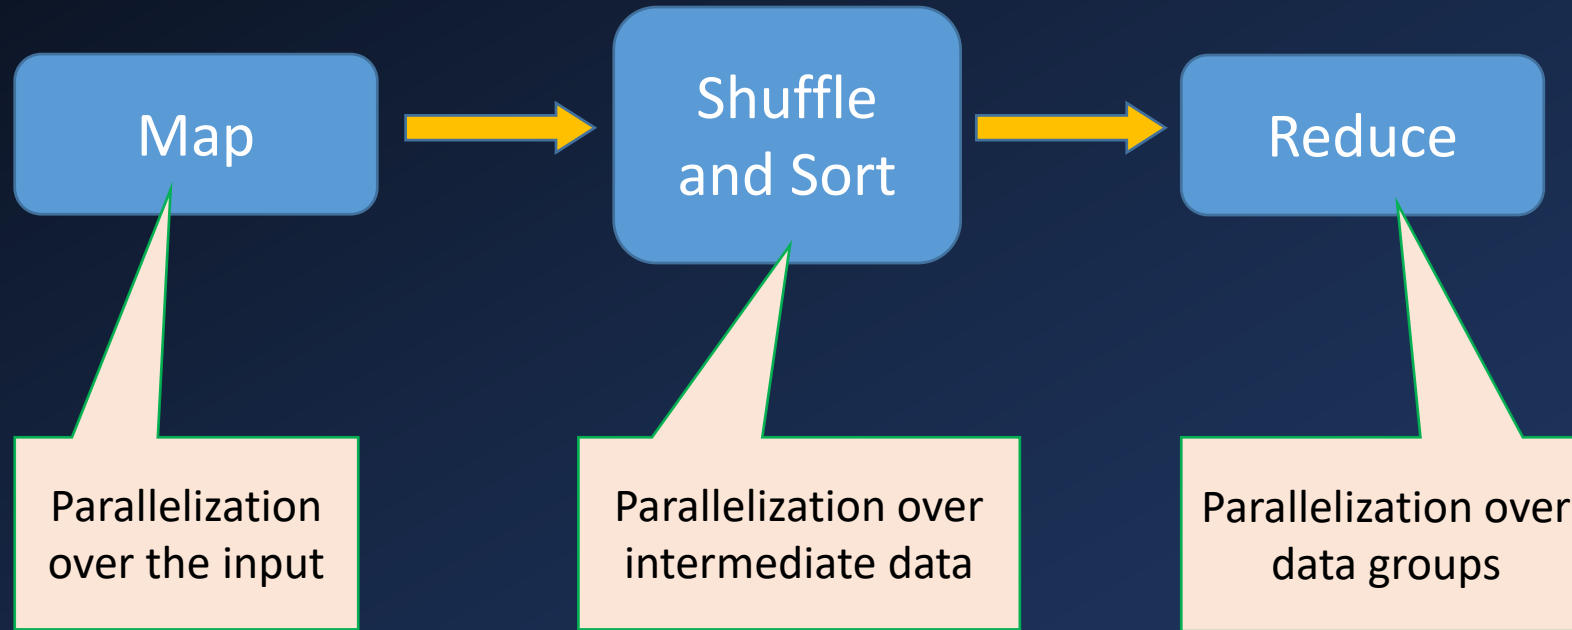 Map
Shuffle
and Sort
Reduce
Parallelization
over the input
Parallelization over
intermediate data
Parallelization over
data groups